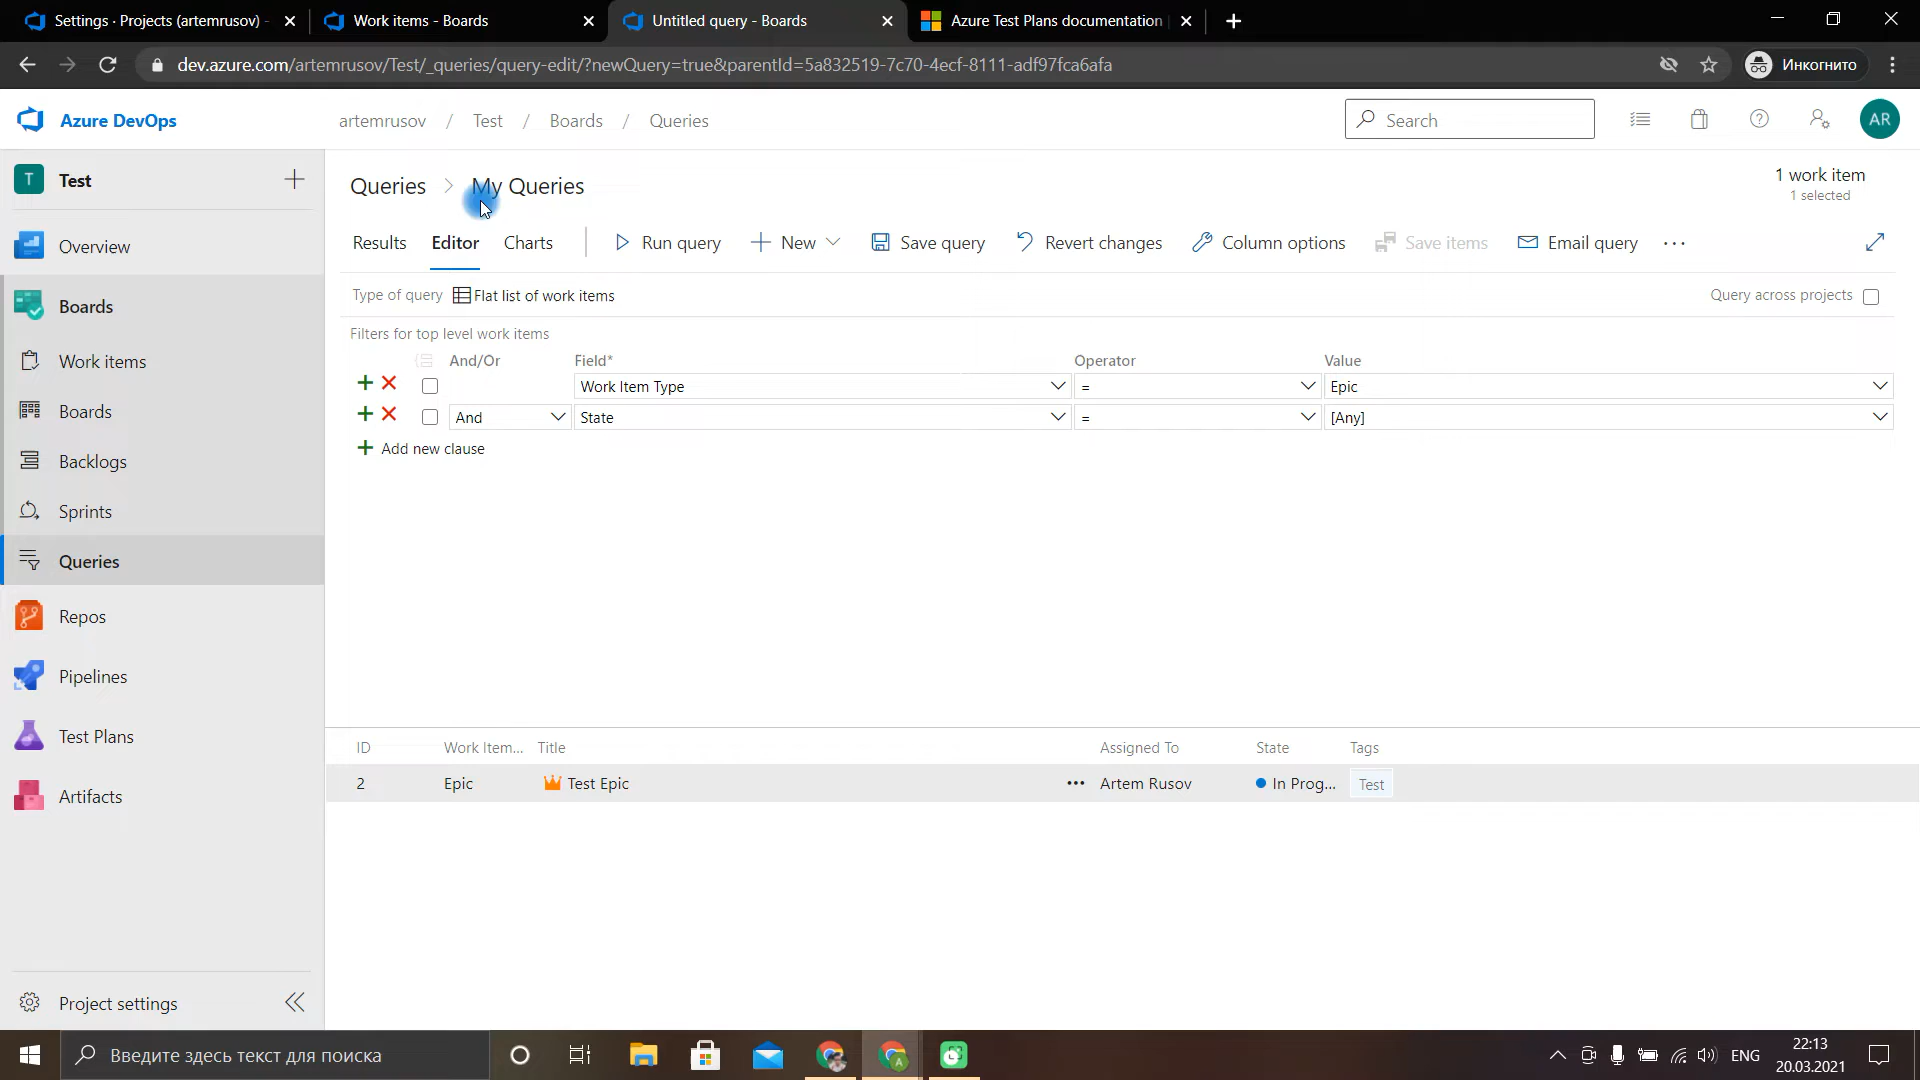 Settings · Projects (artemrusov) -
Work items - Boards
Untitled query - Boards
Azure Test Plans documentation
dev.azure.com/artemrusov/Test/_queries/query-edit/?newQuery=true&parentId=5a832519-7c70-4ecf-8111-adf97fca6afa
Инкогнито
Azure DevOps
artemrusov / Test / Boards / Queries
Search
AR
T Test
Queries > My Queries
1 work item
1 selected
Overview
Results Editor Charts Run query New Save query Revert changes Column options Save items Email query
Boards
Type of query Flat list of work items
Query across projects
Filters for top level work items
And/Or Field* Operator Value
Work items
Work Item Type = Epic
Boards
And State = [Any]
Add new clause
Backlogs
Sprints
Queries
Repos
Pipelines
Test Plans
Artifacts
ID Work Item... Title Assigned To State Tags
2 Epic Test Epic ... Artem Rusov In Prog... Test
Project settings
Введите здесь текст для поиска
A
ENG
22:13
20.03.2021